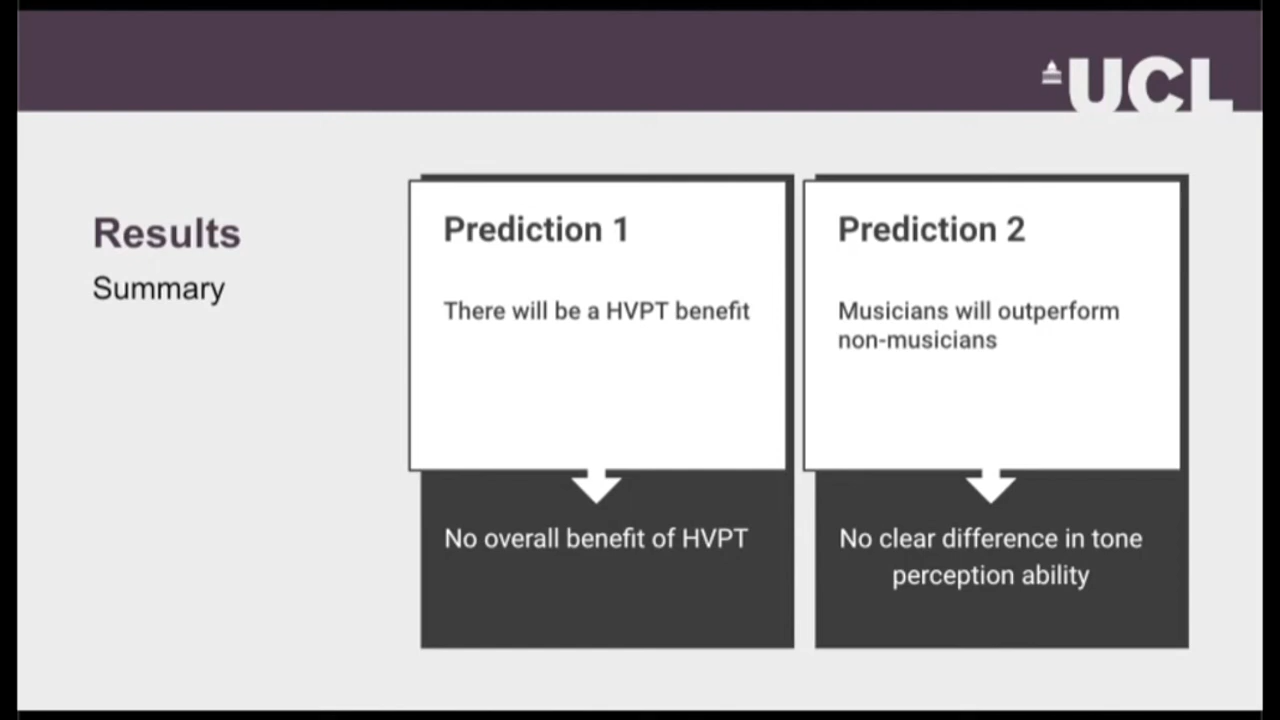 UCL
Results
Summary
Prediction 1
There will be a HVPT benefit
No overall benefit of HVPT
Prediction 2
Musicians will outperform
non-musicians
No clear difference in tone
perception ability